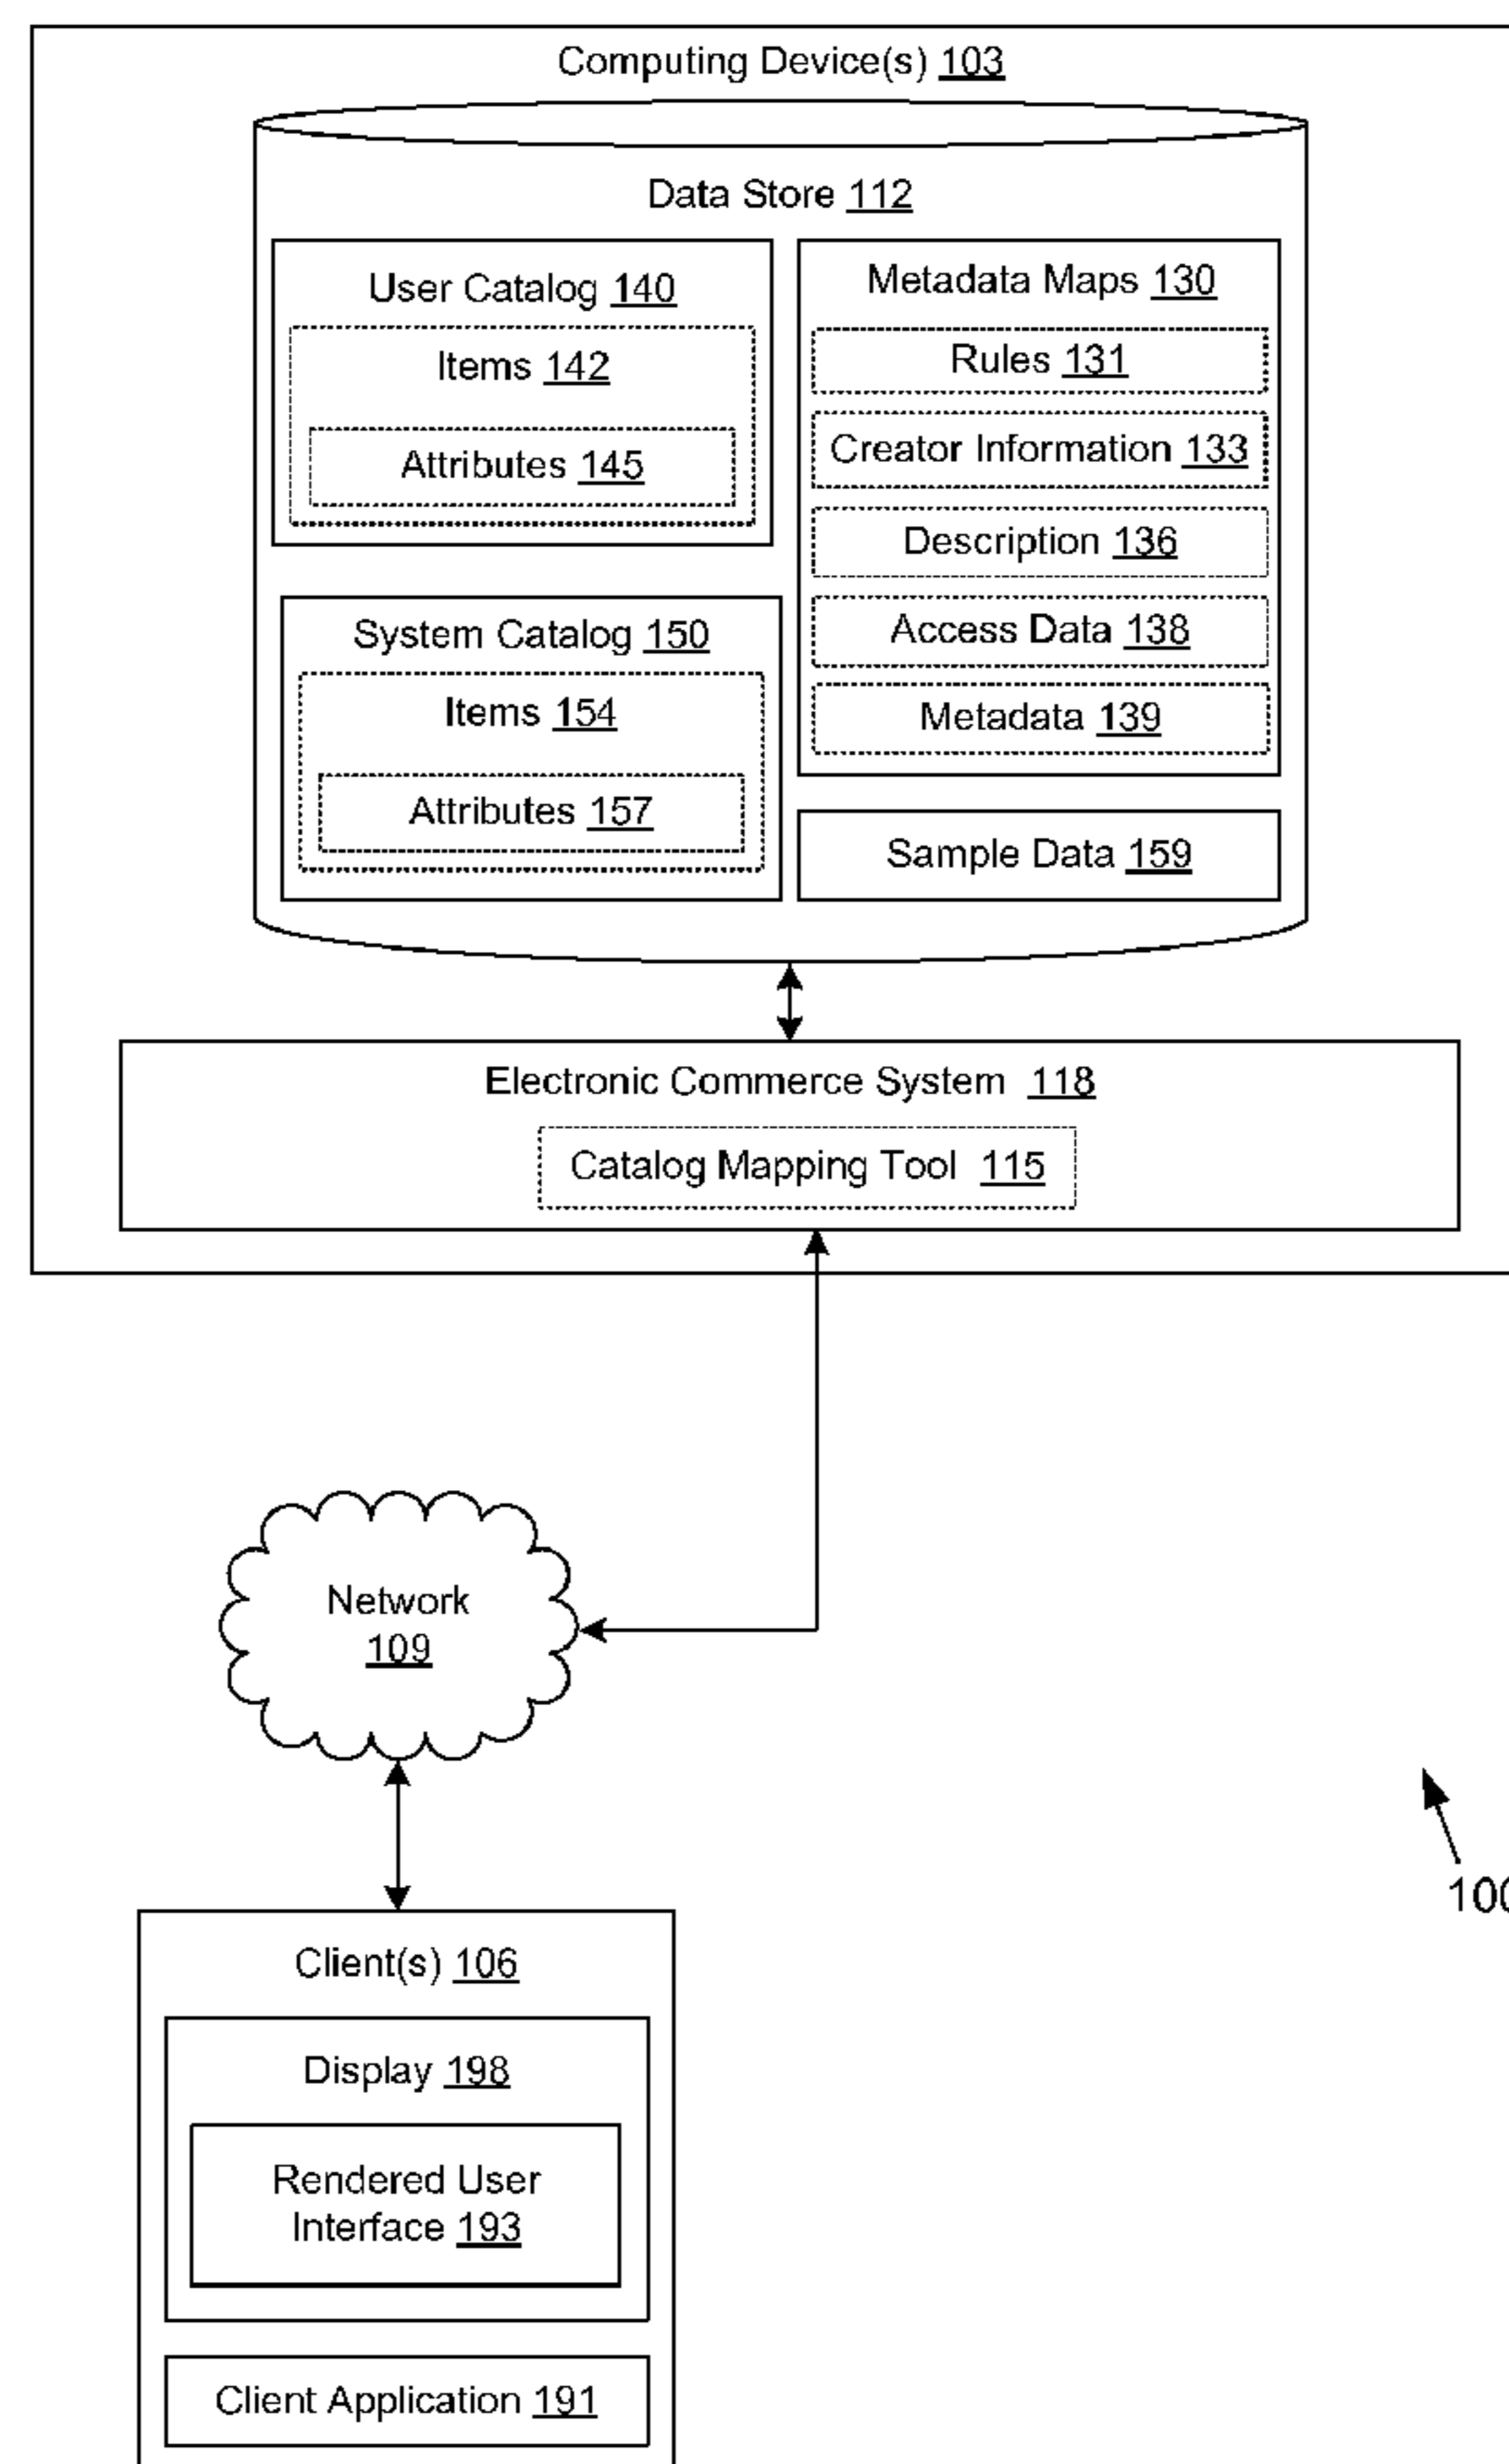 Computing Device(s) 103
Data Store 112
User Catalog 140
Items 142
Attributes 145
System Catalog 150
Items 154
Attributes 157
Metadata Maps 130
Rules 131
Creator Information 133
Description 136
Access Data 138
Metadata 139
Sample Data 159
Electronic Commerce System 118
Catalog Mapping Tool 115
Network
109
100
Client(s) 106
Display 198
Rendered User
Interface 193
Client Application 191